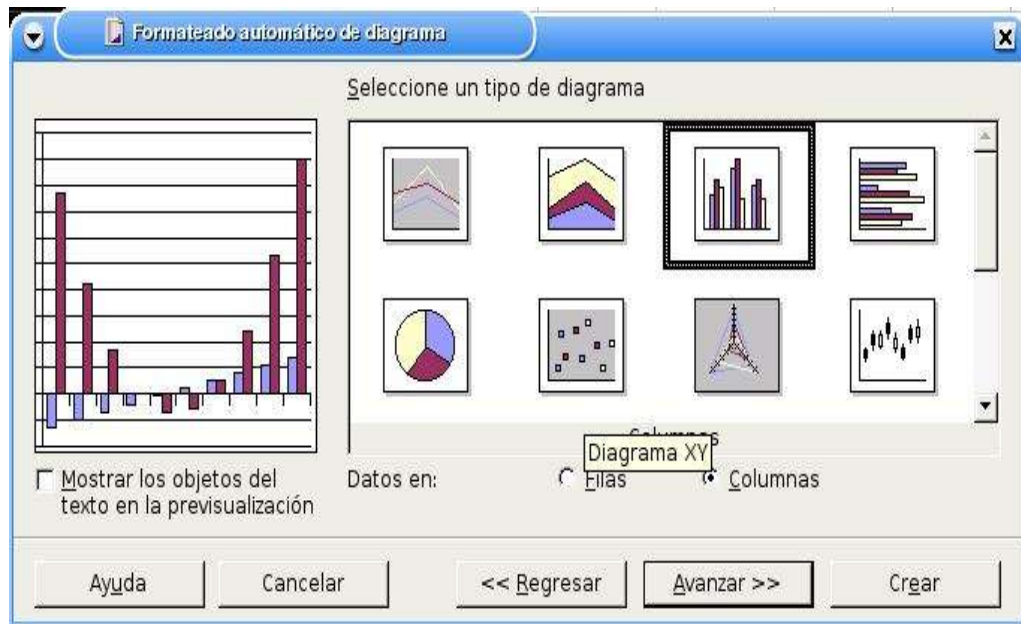 Formateado automático de diagrama
Seleccione un tipo de diagrama
Diagrama XY
Mostrar los objetos del
texto en la previsualización
Datos en:
Filas
Columnas
Ayuda
Cancelar
<< Regresar
Avanzar >>
Crear